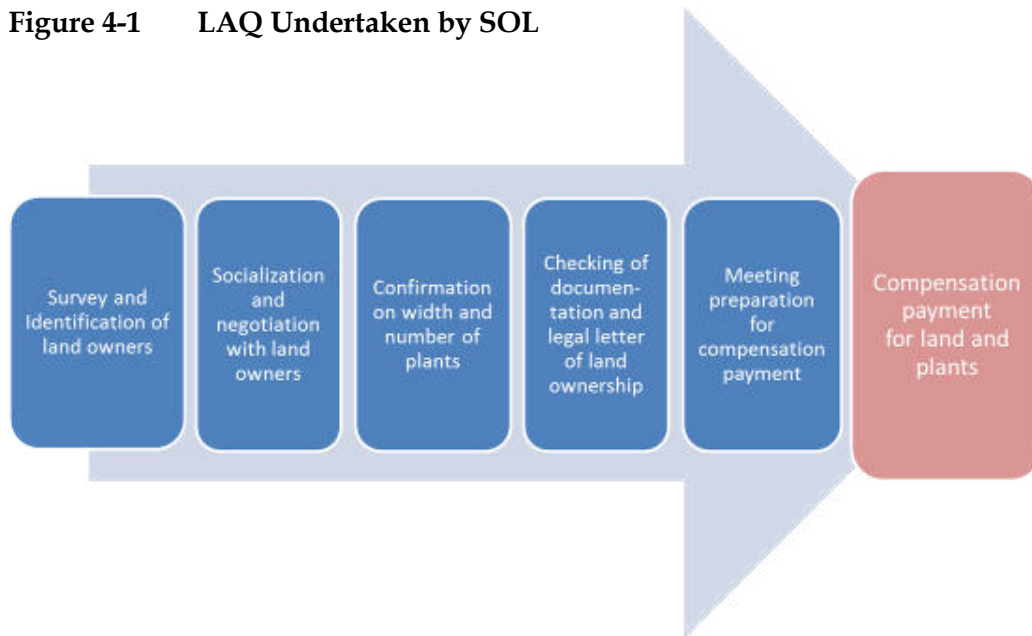 Figure 4-1 LAQ Undertaken by SOL
Survey and
Identification of
land owners
Socialization
and
negotiation
with land
owners
Confirmation
on width and
number of
plants
Checking of
documen-
tation and
legal letter
of land
ownership
Meeting
preparation
for
compensation
payment
Compensation
payment
for land and
plants